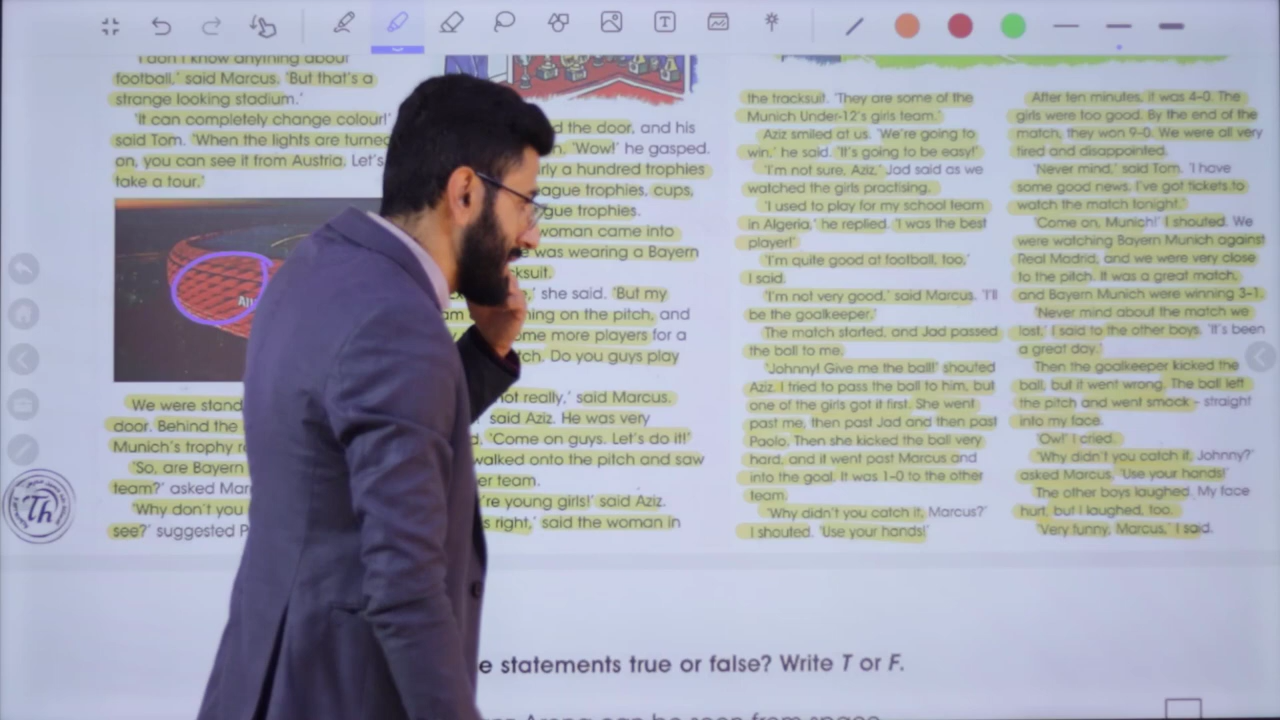 'I don't know anything about
football,' said Marcus. 'But that's a
strange looking stadium.'
'It can completely change colour!'
said Tom. 'When the lights are turned
on, you can see it from Austria. Let's
take a tour.'
We were stand
door. Behind the
Munich's trophy r
'So, are Bayern
team?' asked Mar
'Why don't you
see?' suggested P
d the door, and his
'Wow!' he gasped.
rly a hundred trophies
ague trophies, cups,
gue trophies.
woman came into
e was wearing a Bayern
cksuit.
,' she said. 'But my
am ning on the pitch, and
ome more players for a
tch. Do you guys play
not really,' said Marcus.
said Aziz. He was very
'Come on guys. Let's do it!'
walked onto the pitch and saw
er team.
're young girls!' said Aziz.
s right,' said the woman in
the tracksuit. 'They are some of the
Munich Under-12's girls team.'
Aziz smiled at us. 'We're going to
win,' he said. 'It's going to be easy!'
'I'm not sure, Aziz,' Jad said as we
watched the girls practising.
'I used to play for my school team
in Algeria,' he replied. 'I was the best
player!'
'I'm quite good at football, too,'
I said.
'I'm not very good,' said Marcus. 'I'll
be the goalkeeper.'
The match started, and Jad passed
the ball to me.
'Johnny! Give me the ball!' shouted
Aziz. I tried to pass the ball to him, but
one of the girls got it first. She went
past me, then past Jad and then past
Paolo. Then she kicked the ball very
hard, and it went past Marcus and
into the goal. It was 1–0 to the other
team.
'Why didn't you catch it, Marcus?'
I shouted. 'Use your hands!'
After ten minutes, it was 4–0. The
girls were too good. By the end of the
match, they won 9–0. We were all very
tired and disappointed.
'Never mind,' said Tom. 'I have
some good news. I've got tickets to
watch the match tonight.'
'Come on, Munich!' I shouted. We
were watching Bayern Munich against
Real Madrid, and we were very close
to the pitch. It was a great match,
and Bayern Munich were winning 3–1.
'Never mind about the match we
lost,' I said to the other boys. 'It's been
a great day.'
Then the goalkeeper kicked the
ball, but it went wrong. The ball left
the pitch and went smack – straight
into my face.
'Ow!' I cried.
'Why didn't you catch it, Johnny?'
asked Marcus. 'Use your hands!'
The other boys laughed. My face
hurt, but I laughed, too.
'Very funny, Marcus,' I said.
e statements true or false? Write T or F.
Arena can be seen from space.
Th